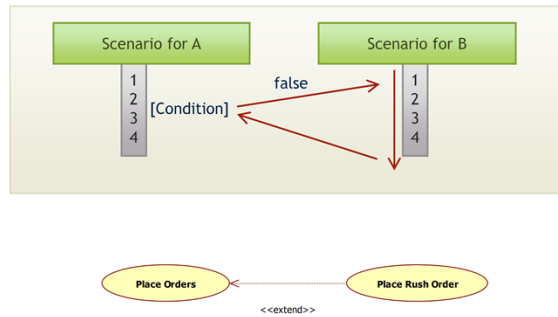 Scenario for A
Scenario for B
false
1
2
3
4
[Condition]
1
2
3
4
Place Orders
Place Rush Order
<<extend>>